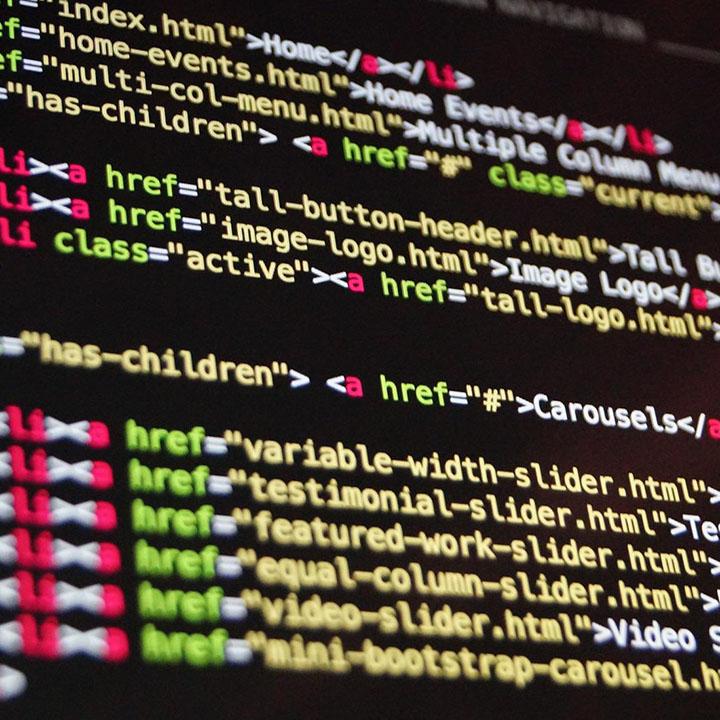 NAVIGATION
"index.html">Home</a></li>
ef="home-events.html">Home Events</a></li>
ef="multi-col-menu.html">Multiple Column Menu
="has-children"> <a href="#" class="current">
li><a href="tall-button-header.html">Tall Bu
li><a href="image-logo.html">Image Logo</a>
li class="active"><a href="tall-logo.html">
s="has-children"> <a href="#">Carousels</a
<li><a href="variable-width-slider.html">
<li><a href="testimonial-slider.html">Te
<li><a href="featured-work-slider.html">
<li><a href="equal-column-slider.html">
<li><a href="video-slider.html">Video S
<li><a href="mini-bootstrap-carousel.h
>